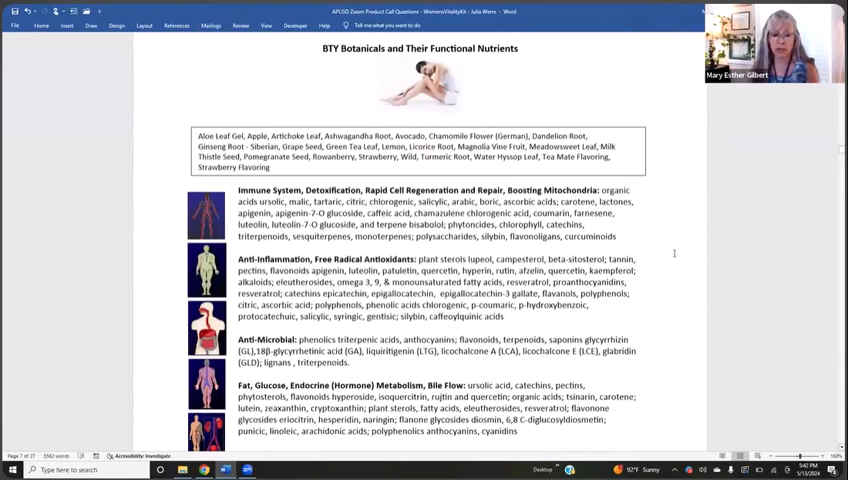 APLGO Zoom Product Call Questions - WomensVitalityKit - Julia Werre - Word
File Home Insert Draw Design Layout References Mailings Review View Developer Help Tell me what you want to do
Mary Esther Gilbert
BTY Botanicals and Their Functional Nutrients
Aloe Leaf Gel, Apple, Artichoke Leaf, Ashwagandha Root, Avocado, Chamomile Flower (German), Dandelion Root,
Ginseng Root - Siberian, Grape Seed, Green Tea Leaf, Lemon, Licorice Root, Magnolia Vine Fruit, Meadowsweet Leaf, Milk
Thistle Seed, Pomegranate Seed, Rowanberry, Strawberry, Wild, Turmeric Root, Water Hyssop Leaf, Tea Mate Flavoring,
Strawberry Flavoring
Immune System, Detoxification, Rapid Cell Regeneration and Repair, Boosting Mitochondria: organic
acids ursolic, malic, tartaric, citric, chlorogenic, salicylic, arabic, boric, ascorbic acids; carotene, lactones,
apigenin, apigenin-7-O glucoside, caffeic acid, chamazulene chlorogenic acid, coumarin, farnesene,
luteolin, luteolin-7-O glucoside, and terpene bisabolol; phytoncides, chlorophyll, catechins,
triterpenoids, sesquiterpenes, monoterpenes; polysaccharides, silybin, flavonoligans, curcuminoids
Anti-Inflammation, Free Radical Antioxidants: plant sterols lupeol, campesterol, beta-sitosterol; tannin,
pectins, flavonoids apigenin, luteolin, patuletin, quercetin, hyperin, rutin, afzelin, quercetin, kaempferol;
alkaloids; eleutherosides, omega 3, 9, & monounsaturated fatty acids, resveratrol, proanthocyanidins,
resveratrol; catechins epicatechin, epigallocatechin, epigallocatechin-3 gallate, flavanols, polyphenols;
citric, ascorbic acid; polyphenols, phenolic acids chlorogenic, p-coumaric, p-hydroxybenzoic,
protocatechuic, salicylic, syringic, gentisic; silybin, caffeoylquinic acids
Anti-Microbial: phenolics triterpenic acids, anthocyanins; flavonoids, terpenoids, saponins glycyrrhizin
(GL),18β-glycyrrhetinic acid (GA), liquiritigenin (LTG), licochalcone A (LCA), licochalcone E (LCE), glabridin
(GLD); lignans , triterpenoids.
Fat, Glucose, Endocrine (Hormone) Metabolism, Bile Flow: ursolic acid, catechins, pectins,
phytosterols, flavonoids hyperoside, isoquercitrin, rujtin and quercetin; organic acids; tsinarin, carotene;
lutein, zeaxanthin, cryptoxanthin; plant sterols, fatty acids, eleutherosides, resveratrol; flavonone
glycosides eriocitrin, hesperidin, naringin; flanone glycosides diosmin, 6,8 C-diglucosyldiosmetin;
punicic, linoleic, arachidonic acids; polyphenolics anthocyanins, cyanidins
Page 7 of 27 5562 words Accessibility: Investigate 160%
Type here to search Desktop 92°F Sunny 5:42 PM
5/13/2024